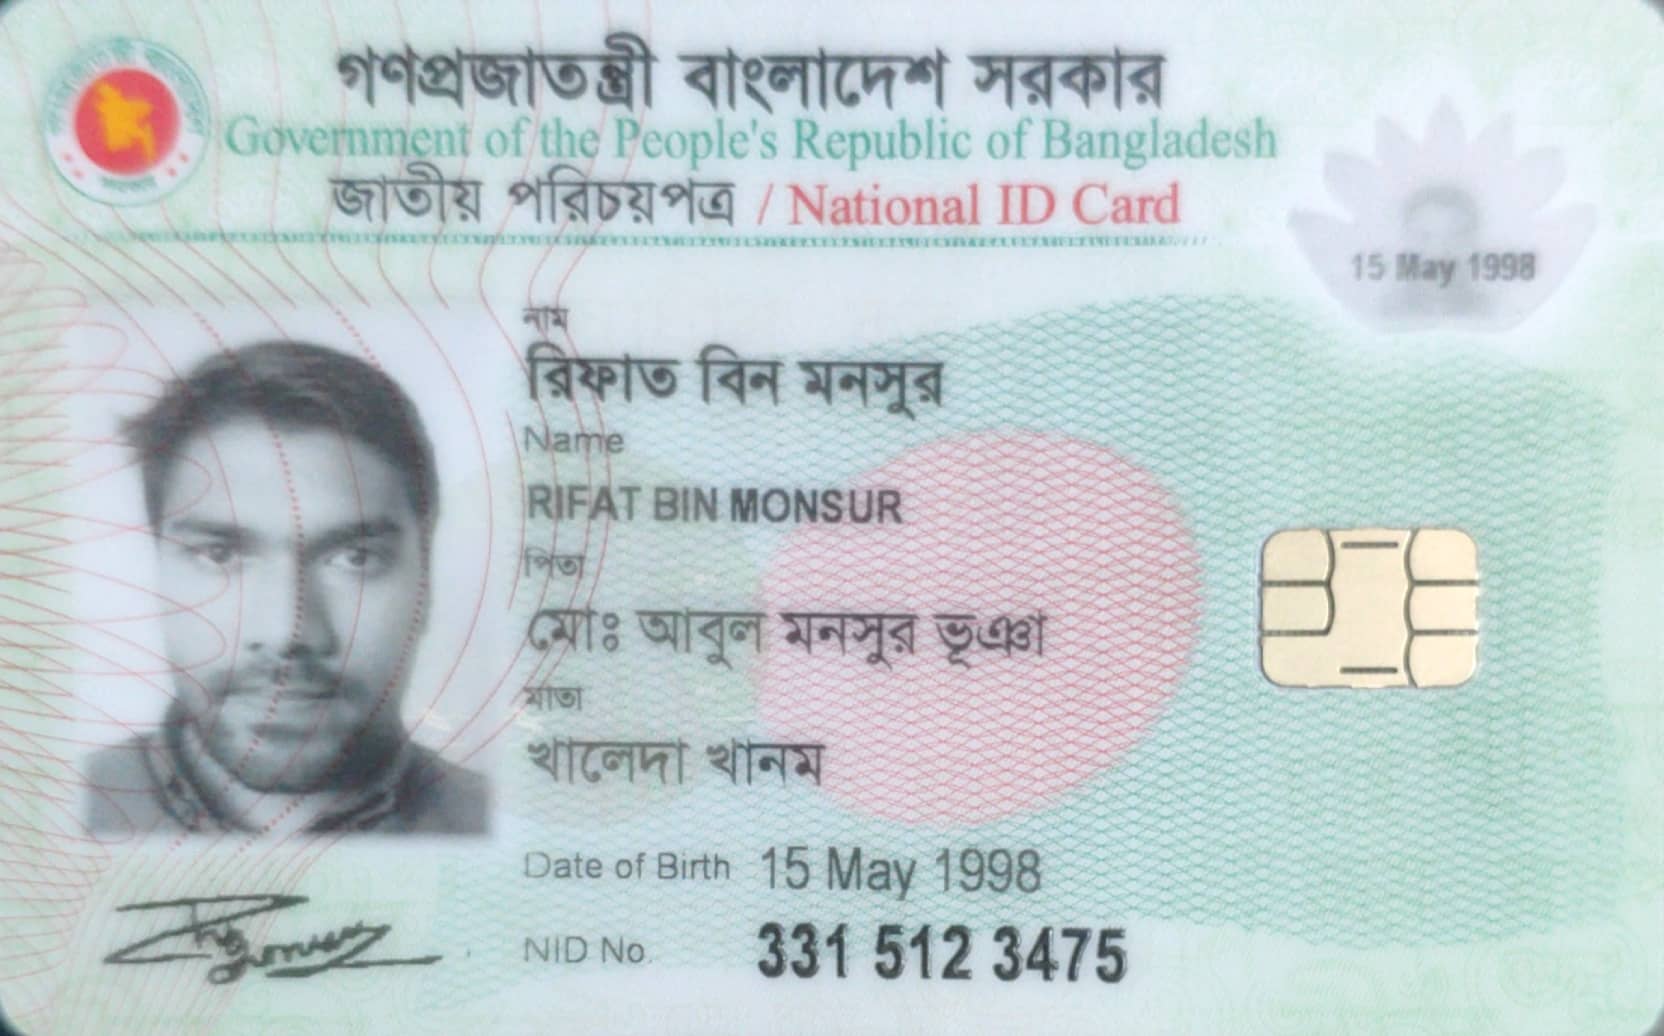 গণপ্রজাতন্ত্রী বাংলাদেশ সরকার
Government of the People's Republic of Bangladesh
জাতীয় পরিচয়পত্র / National ID Card
15 May 1998
নাম
রিফাত বিন মনসুর
Name
RIFAT BIN MONSUR
পিতা
মোঃ আবুল মনসুর ভূঞা
মাতা
খালেদা খানম
Date of Birth 15 May 1998
NID No. 331 512 3475